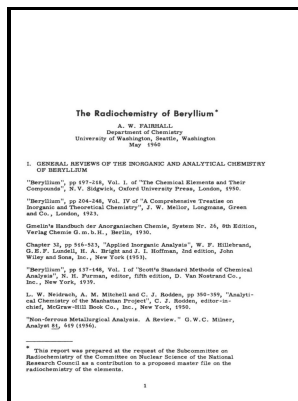 The Radiochemistry of Beryllium*
A. W. FAIRHALL
Department of Chemistry
University of Washington, Seattle, Washington
May 1960
I. GENERAL REVIEWS OF THE INORGANIC AND ANALYTICAL CHEMISTRY
OF BERYLLIUM
"Beryllium", pp 197-218, Vol. I. of "The Chemical Elements and Their
Compounds", N. V. Sidgwick, Oxford University Press, London, 1950.
"Beryllium", pp 204-248, Vol. IV of "A Comprehensive Treatise on
Inorganic and Theoretical Chemistry", J. W. Mellor, Longmans, Green
and Co., London, 1923.
Gmelin's Handbuch der Anorganischen Chemie, System Nr. 26, 8th Edition,
Verlag Chemie G. m. b. H., Berlin, 1930.
Chapter 32, pp 516-523, "Applied Inorganic Analysis", W. F. Hillebrand,
G. E. F. Lundell, H. A. Bright and J. I. Hoffman, 2nd edition, John
Wiley and Sons, Inc., New York (1953).
"Beryllium", pp 137-148, Vol. I of "Scott's Standard Methods of Chemical
Analysis", N. H. Furman, editor, fifth edition, D. Van Nostrand Co.,
Inc., New York, 1939.
L. W. Neidrach, A. M. Mitchell and C. J. Rodden, pp 350-359, "Analyti-
cal Chemistry of the Manhattan Project", C. J. Rodden, editor-in-
chief, McGraw-Hill Book Co., Inc., New York, 1950.
"Non-ferrous Metallurgical Analysis. A Review." G. W. C. Milner,
Analyst 81, 619 (1956).
* This report was prepared at the request of the Subcommittee on
Radiochemistry of the Committee on Nuclear Science of the National
Research Council as a contribution to a proposed master file on the
radiochemistry of the elements.
1